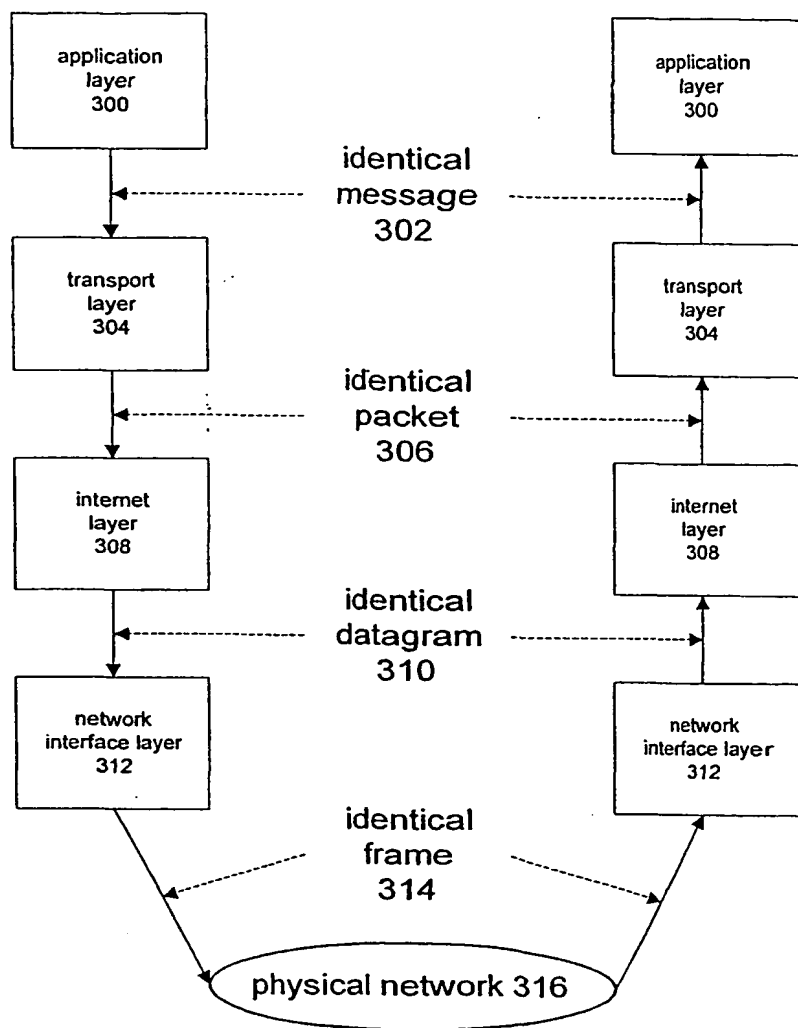 application
layer
300
application
layer
300
identical
message
302
transport
layer
304
transport
layer
304
identical
packet
306
internet
layer
308
internet
layer
308
identical
datagram
310
network
interface layer
312
network
interface layer
312
identical
frame
314
physical network 316